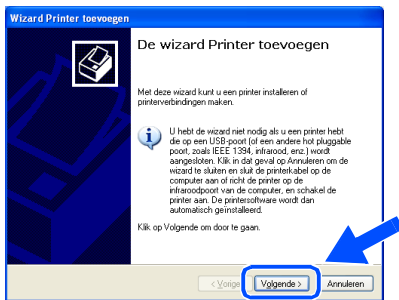 Wizard Printer toevoegen
De wizard Printer toevoegen
Met deze wizard kunt u een printer installeren of
printerverbindingen maken.
U hebt de wizard niet nodig als u een printer hebt
die op een USB-poort (of een andere hot pluggable
poort, zoals IEEE 1394, infrarood, enz.) wordt
aangesloten. Klik in dat geval op Annuleren om de
wizard te sluiten en sluit de printerkabel op de
computer aan of richt de printer op de
infraroodpoort van de computer, en schakel de
printer aan. De printersoftware wordt dan
automatisch geïnstalleerd.
Klik op Volgende om door te gaan.
< Vorige Volgende > Annuleren